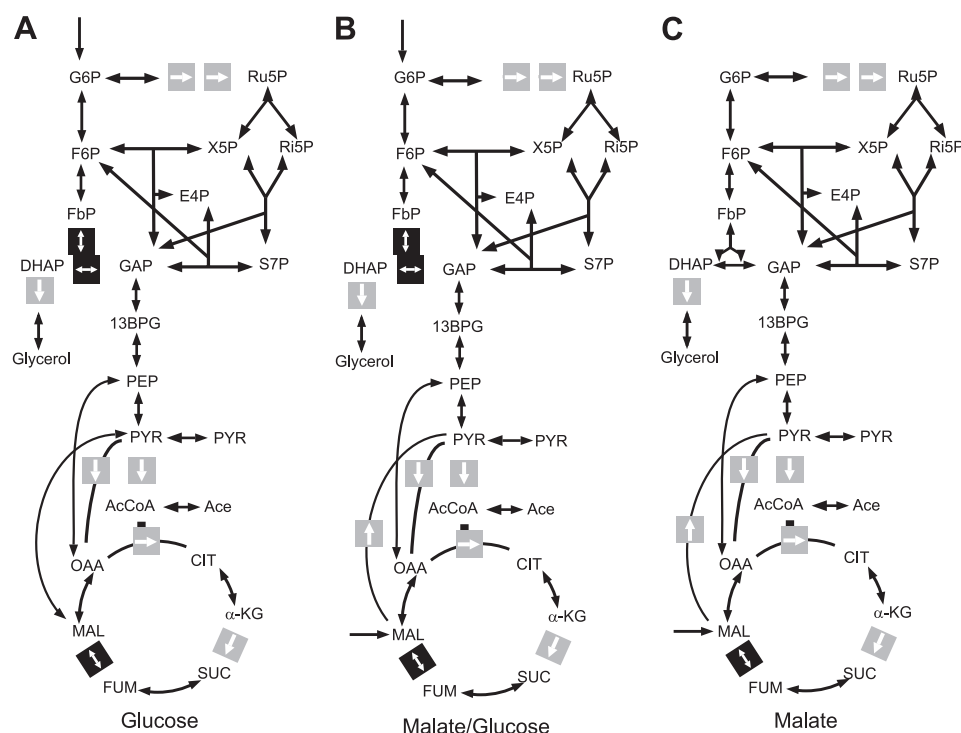 A
G6P
Ru5P
F6P
X5P
Ri5P
E4P
FbP
DHAP
GAP
S7P
13BPG
Glycerol
PEP
PYR
PYR
AcCoA
Ace
OAA
CIT
α-KG
MAL
SUC
FUM
Glucose
B
G6P
Ru5P
F6P
X5P
Ri5P
E4P
FbP
DHAP
GAP
S7P
13BPG
Glycerol
PEP
PYR
PYR
AcCoA
Ace
OAA
CIT
α-KG
MAL
SUC
FUM
Malate/Glucose
C
G6P
Ru5P
F6P
X5P
Ri5P
E4P
FbP
DHAP
GAP
S7P
13BPG
Glycerol
PEP
PYR
PYR
AcCoA
Ace
OAA
CIT
α-KG
MAL
SUC
FUM
Malate